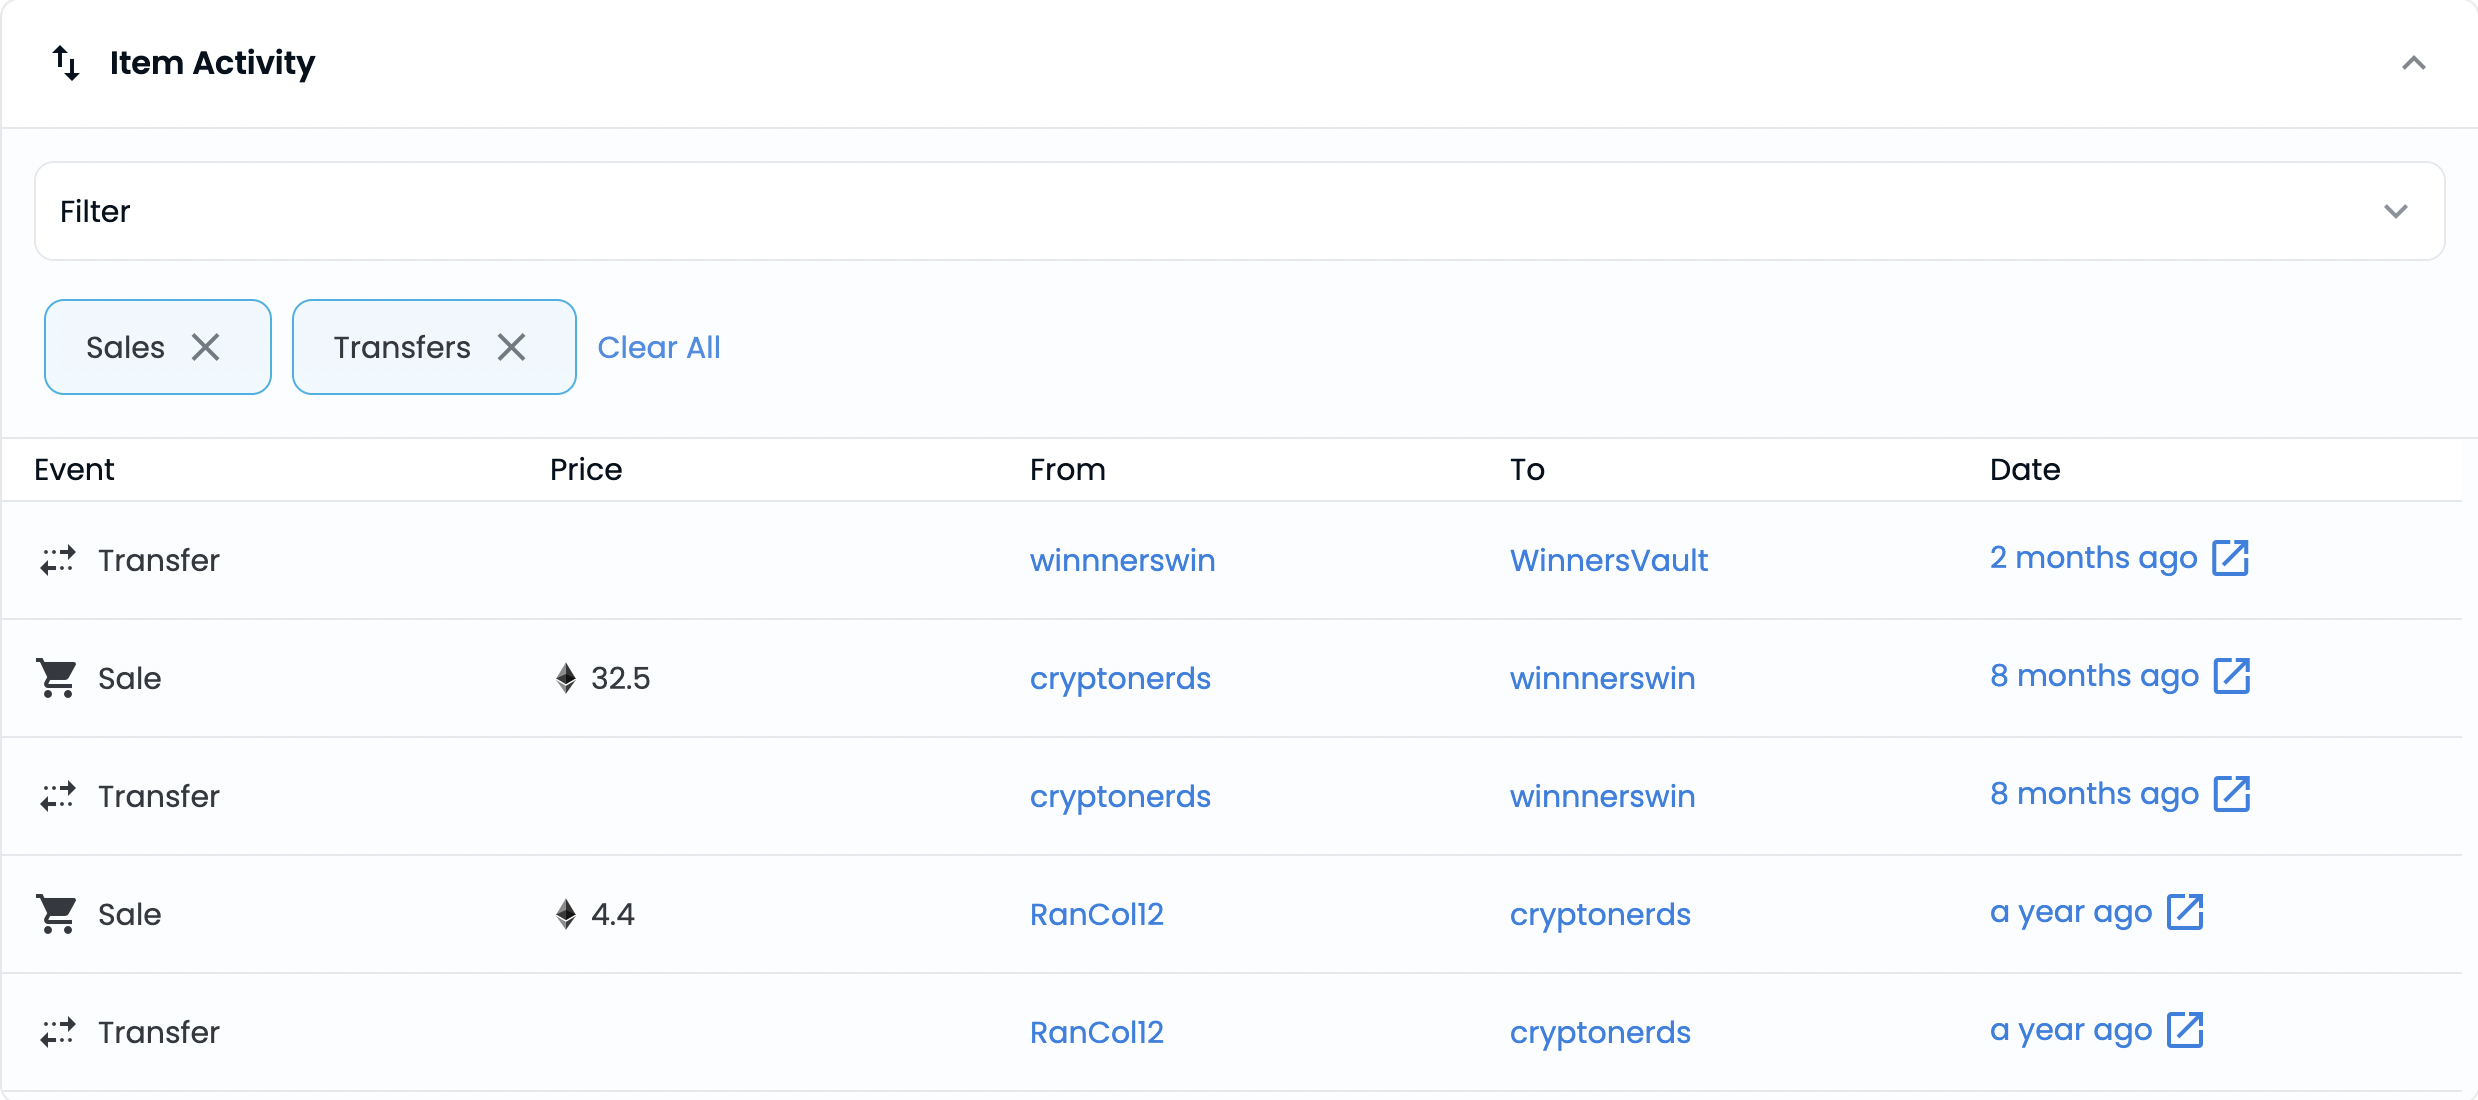 Item Activity
Filter
Sales Transfers Clear All
Event Price From To Date
Transfer winnnerswin WinnersVault 2 months ago
Sale 32.5 cryptonerds winnnerswin 8 months ago
Transfer cryptonerds winnnerswin 8 months ago
Sale 4.4 RanCol12 cryptonerds a year ago
Transfer RanCol12 cryptonerds a year ago